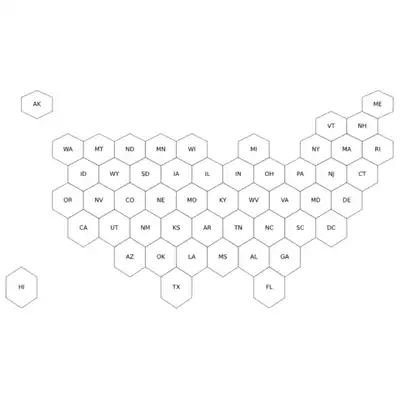 AK ME
VT NH
WA MT ND MN WI MI NY MA RI
ID WY SD IA IL IN OH PA NJ CT
OR NV CO NE MO KY WV VA MD DE
CA UT NM KS AR TN NC SC DC
AZ OK LA MS AL GA
HI TX FL